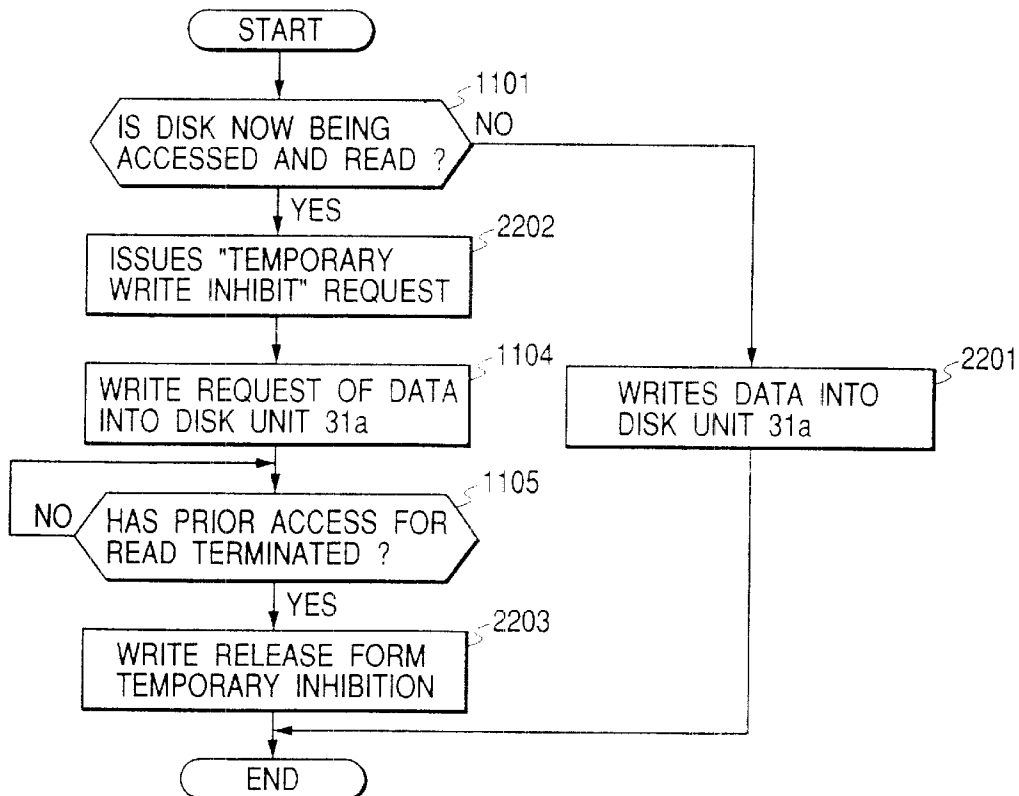 START
1101
IS DISK NOW BEING
ACCESSED AND READ ?
NO
YES
2202
ISSUES "TEMPORARY
WRITE INHIBIT" REQUEST
1104
WRITE REQUEST OF DATA
INTO DISK UNIT 31a
2201
WRITES DATA INTO
DISK UNIT 31a
1105
NO
HAS PRIOR ACCESS FOR
READ TERMINATED ?
YES
2203
WRITE RELEASE FORM
TEMPORARY INHIBITION
END